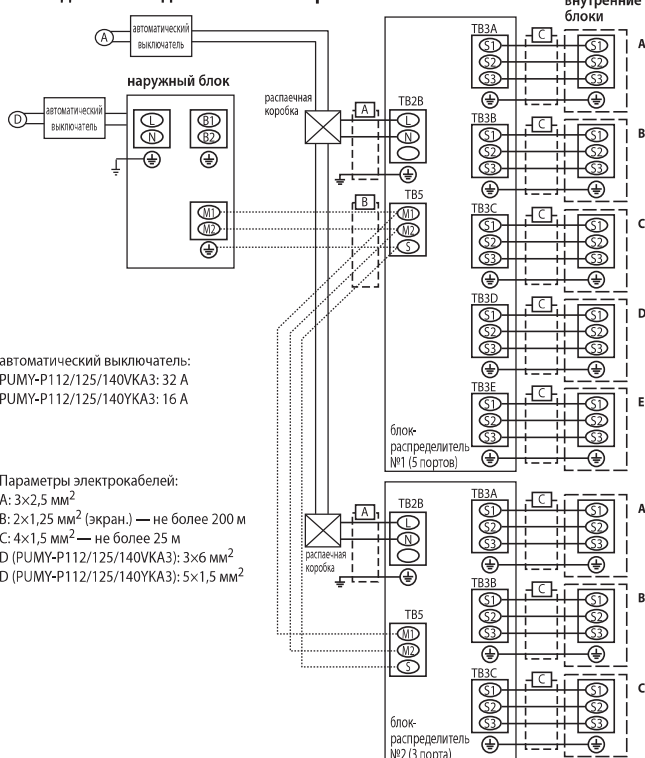 внутренние
блоки
A
автоматический
выключатель
наружный блок
D
автоматический
выключатель
L
N
B1
B2
M1
M2
распаечная
коробка
A
TB2B
L
N
B
TB5
M1
M2
S
TB3A
S1
S2
S3
C
S1
S2
S3
A
TB3B
S1
S2
S3
C
S1
S2
S3
B
TB3C
S1
S2
S3
C
S1
S2
S3
C
TB3D
S1
S2
S3
C
S1
S2
S3
D
TB3E
S1
S2
S3
C
S1
S2
S3
E
блок-
распределитель
№1 (5 портов)
автоматический выключатель:
PUMY-P112/125/140VKA3: 32 А
PUMY-P112/125/140YKA3: 16 А
Параметры электрокабелей:
A: 3×2,5 мм²
B: 2×1,25 мм² (экран.) — не более 200 м
C: 4×1,5 мм² — не более 25 м
D (PUMY-P112/125/140VKA3): 3×6 мм²
D (PUMY-P112/125/140YKA3): 5×1,5 мм²
распаечная
коробка
A
TB2B
L
N
TB5
M1
M2
S
TB3A
S1
S2
S3
C
S1
S2
S3
A
TB3B
S1
S2
S3
C
S1
S2
S3
B
TB3C
S1
S2
S3
C
S1
S2
S3
C
блок-
распределитель
№2 (3 порта)